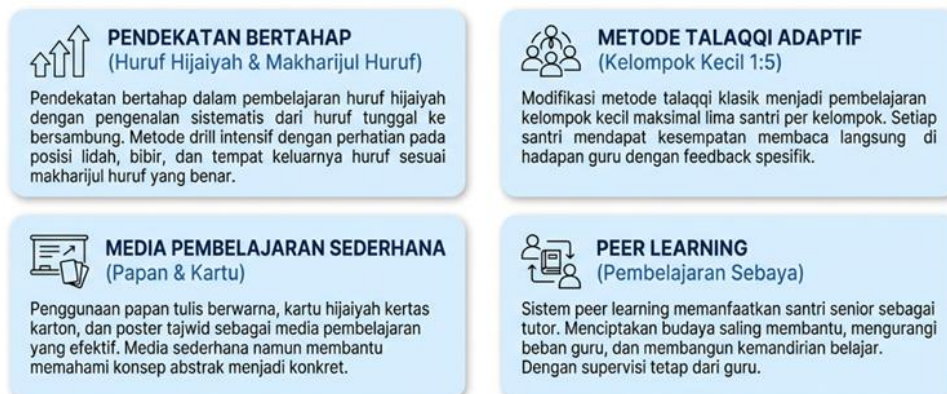 PENDEKATAN BERTAHAP
(Huruf Hijaiyah & Makharijul Huruf)
Pendekatan bertahap dalam pembelajaran huruf hijaiyah
dengan pengenalan sistematis dari huruf tunggal ke
bersambung. Metode drill intensif dengan perhatian pada
posisi lidah, bibir, dan tempat keluarnya huruf sesuai
makharijul huruf yang benar.
METODE TALAQQI ADAPTIF
(Kelompok Kecil 1:5)
Modifikasi metode talaqqi klasik menjadi pembelajaran
kelompok kecil maksimal lima santri per kelompok. Setiap
santri mendapat kesempatan membaca langsung di
hadapan guru dengan feedback spesifik.
MEDIA PEMBELAJARAN SEDERHANA
(Papan & Kartu)
Penggunaan papan tulis berwarna, kartu hijaiyah kertas
karton, dan poster tajwid sebagai media pembelajaran
yang efektif. Media sederhana namun membantu
memahami konsep abstrak menjadi konkret.
PEER LEARNING
(Pembelajaran Sebaya)
Sistem peer learning memanfaatkan santri senior sebagai
tutor. Menciptakan budaya saling membantu, mengurangi
beban guru, dan membangun kemandirian belajar.
Dengan supervisi tetap dari guru.